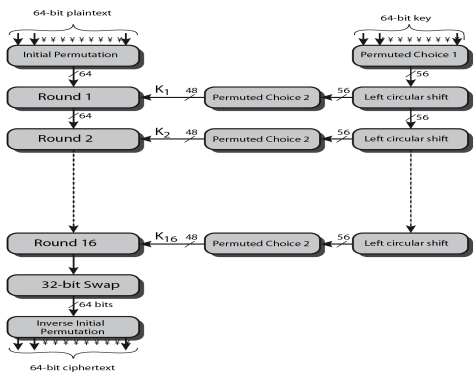 64-bit plaintext
64-bit key
¥ ¥ ¥ ¥ ¥ ¥ ¥ ¥ ¥
¥ ¥ ¥ ¥ ¥ ¥ ¥ ¥ ¥
Initial Permutation
Permuted Choice 1
64
56
Round 1
K1
48
Permuted Choice 2
56
Left circular shift
64
56
Round 2
K2
48
Permuted Choice 2
56
Left circular shift
Round 16
K16
48
Permuted Choice 2
56
Left circular shift
32-bit Swap
64 bits
Inverse Initial
Permutation
¥ ¥ ¥ ¥ ¥ ¥ ¥ ¥ ¥
64-bit ciphertext